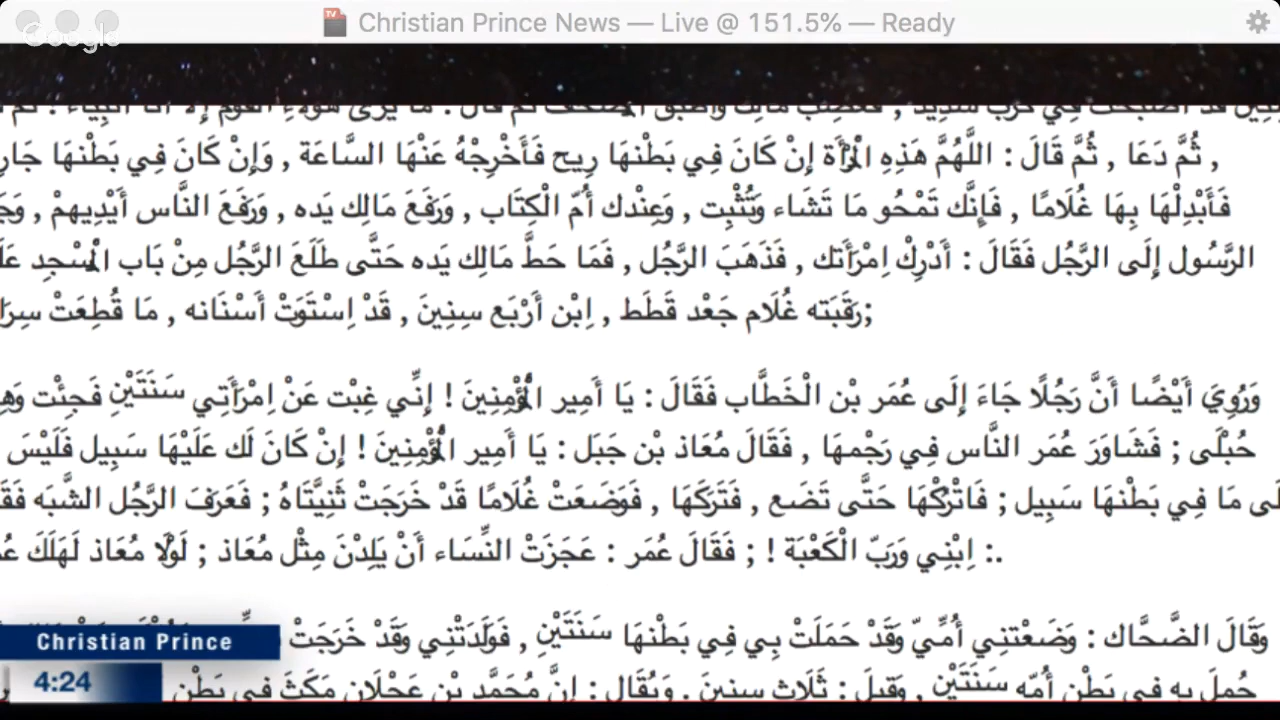 Google
Christian Prince News — Live @ 151.5% — Ready
, ثُمَّ دَعَا , ثُمَّ قَالَ : اللَّهُمَّ هَذِهِ الْمَرْأَة إِنْ كَانَ فِي بَطْنهَا رِيح فَأَخْرِجْهُ عَنْهَا السَّاعَة , وَإِنْ كَانَ فِي بَطْنهَا
فَأَبْدِلْهَا بِهَا غُلَامًا , فَإِنَّك تَمْحُو مَا تَشَاء وَتُثْبِت , وَعِنْدك أُمّ الْكِتَاب , وَرَفَعَ مَالِك يَده , وَرَفَعَ النَّاس أَيْدِيهمْ ,
الرَّسُول إِلَى الرَّجُل فَقَالَ : أَدْرِكْ اِمْرَأَتك , فَذَهَبَ الرَّجُل , فَمَا حَطَّ مَالِك يَده حَتَّى طَلَعَ الرَّجُل مِنْ بَاب الْمَسْجِد
رَقَبَته غُلَام جَعْد قَطَط , اِبْن أَرْبَع سِنِينَ , قَدْ اِسْتَوَتْ أَسْنَانه , مَا قُطِعَتْ;
وَرُوِيَ أَيْضًا أَنَّ رَجُلًا جَاءَ إِلَى عُمَر بْن الْخَطَّاب فَقَالَ : يَا أَمِير الْمُؤْمِنِينَ ! إِنِّي غِبْت عَنْ اِمْرَأَتِي سَنَتَيْنِ فَجِئْت
حُبْلَى ; فَشَاوَرَ عُمَر النَّاس فِي رَجْمهَا , فَقَالَ مُعَاذ بْن جَبَل : يَا أَمِير الْمُؤْمِنِينَ ! إِنْ كَانَ لَك عَلَيْهَا سَبِيل فَلَيْسَ
مَا فِي بَطْنهَا سَبِيل ; فَاتْرُكْهَا حَتَّى تَضَع , فَتَرَكَهَا , فَوَضَعَتْ غُلَامًا قَدْ خَرَجَتْ ثَنِيَّتَاهُ ; فَعَرَفَ الرَّجُل الشَّبَه
اِبْنِي وَرَبّ الْكَعْبَة ! ; فَقَالَ عُمَر : عَجَزَتْ النِّسَاء أَنْ يَلِدْنَ مِثْل مُعَاذ ; لَوْلَا مُعَاذ لَهَلَكَ :.
وَقَالَ الضَّحَّاك : وَضَعْتنِي أُمِّيّ وَقَدْ حَمَلَتْ بِي فِي بَطْنهَا سَنَتَيْنِ , فَوَلَدَتْنِي وَقَدْ خَرَجَتْ
حُمِلَ بِهِ فِي بَطْن أُمّه سَنَتَيْنِ , وَقِيلَ : ثَلَاث سِنِينَ . وَيُقَال : إِنَّ مُحَمَّد بْن عَجْلَان مَكَثَ فِي بَطْن
Christian Prince
4:24